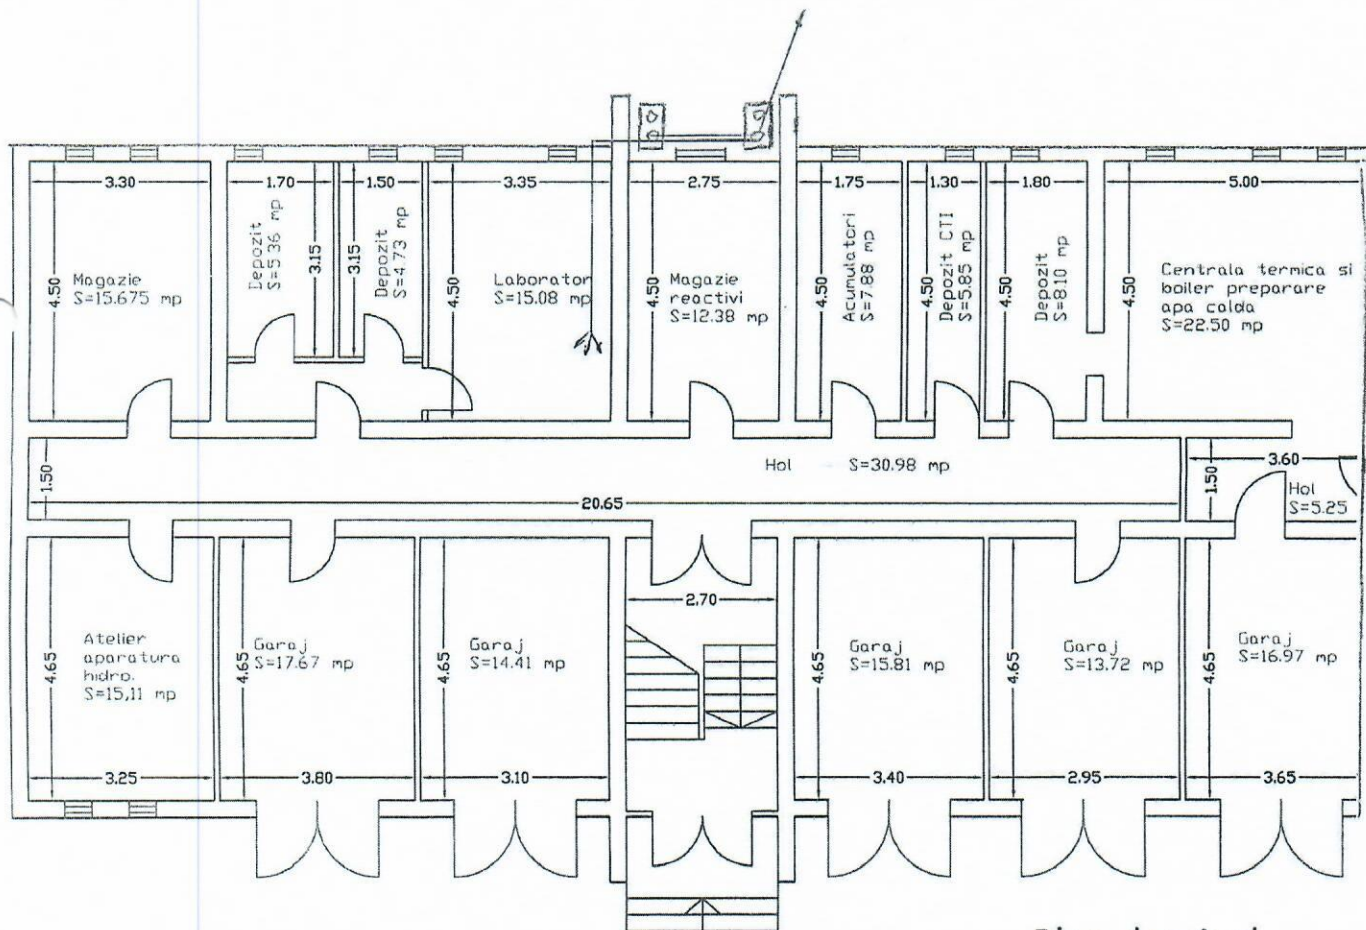 3.30
1.70
1.50
3.35
2.75
1.75
1.30
1.80
5.00
4.50
Magazie
S=15.675 mp
Depozit
S=5.36 mp
3.15
3.15
Depozit
S=4.73 mp
4.50
Laborator
S=15.08 mp
4.50
Magazie
reactivi
S=12.38 mp
4.50
Acumulatori
S=7.88 mp
4.50
Depozit CTI
S=5.85 mp
4.50
Depozit
S=8.10 mp
4.50
Centrala termica si
boiler preparare
apa calda
S=22.50 mp
1.50
Hol S=30.98 mp
20.65
1.50
3.60
Hol
S=5.25
2.70
4.65
Atelier
aparatura
hidro.
S=15,11 mp
4.65
Garaj
S=17.67 mp
4.65
Garaj
S=14.41 mp
4.65
Garaj
S=15.81 mp
4.65
Garaj
S=13.72 mp
4.65
Garaj
S=16.97 mp
3.25
3.80
3.10
3.40
2.95
3.65